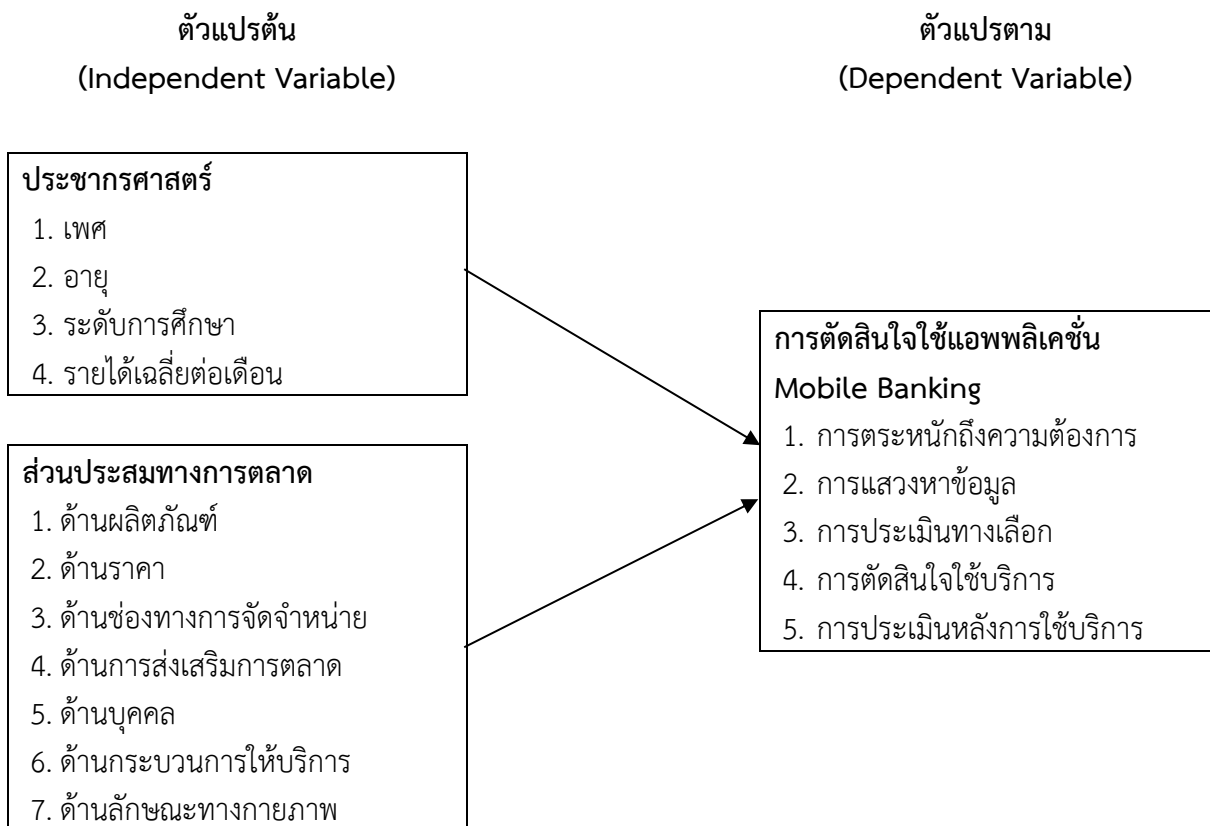 ตัวแปรต้น
(Independent Variable)
ตัวแปรตาม
(Dependent Variable)
ประชากรศาสตร์
1. เพศ
2. อายุ
3. ระดับการศึกษา
4. รายได้เฉลี่ยต่อเดือน
ส่วนประสมทางการตลาด
1. ด้านผลิตภัณฑ์
2. ด้านราคา
3. ด้านช่องทางการจัดจำหน่าย
4. ด้านการส่งเสริมการตลาด
5. ด้านบุคคล
6. ด้านกระบวนการให้บริการ
7. ด้านลักษณะทางกายภาพ
การตัดสินใจใช้แอพพลิเคชั่น
Mobile Banking
1. การตระหนักถึงความต้องการ
2. การแสวงหาข้อมูล
3. การประเมินทางเลือก
4. การตัดสินใจใช้บริการ
5. การประเมินหลังการใช้บริการ